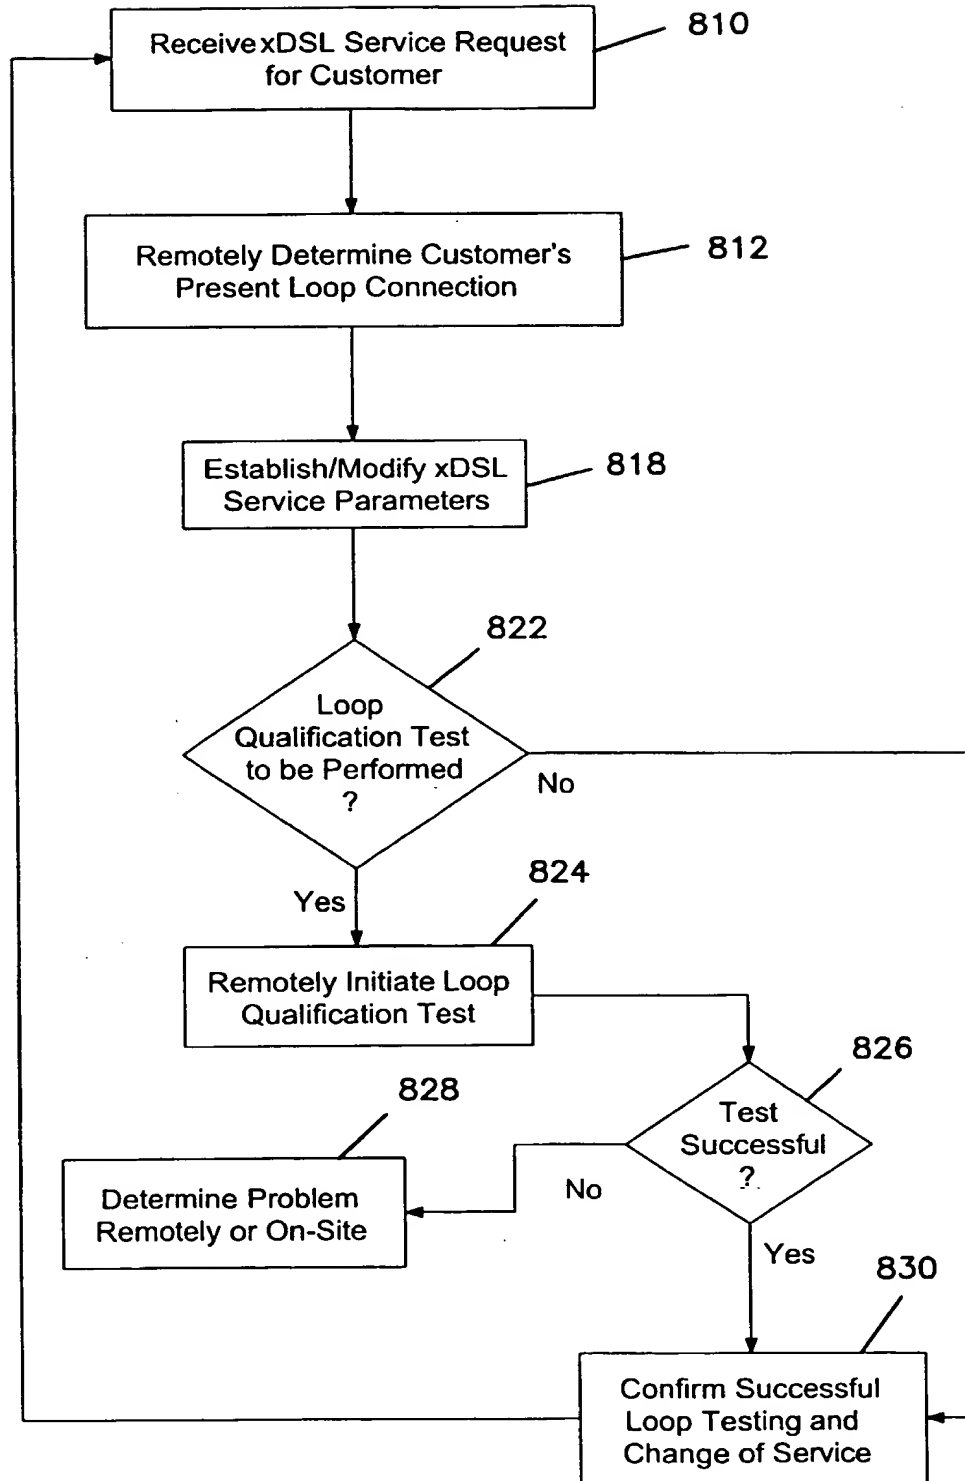 Receive xDSL Service Request
for Customer
810
Remotely Determine Customer's
Present Loop Connection
812
Establish/Modify xDSL
Service Parameters
818
822
Loop
Qualification Test
to be Performed
?
No
Yes
824
Remotely Initiate Loop
Qualification Test
826
Test
Successful
?
828
No
Determine Problem
Remotely or On-Site
Yes
830
Confirm Successful
Loop Testing and
Change of Service